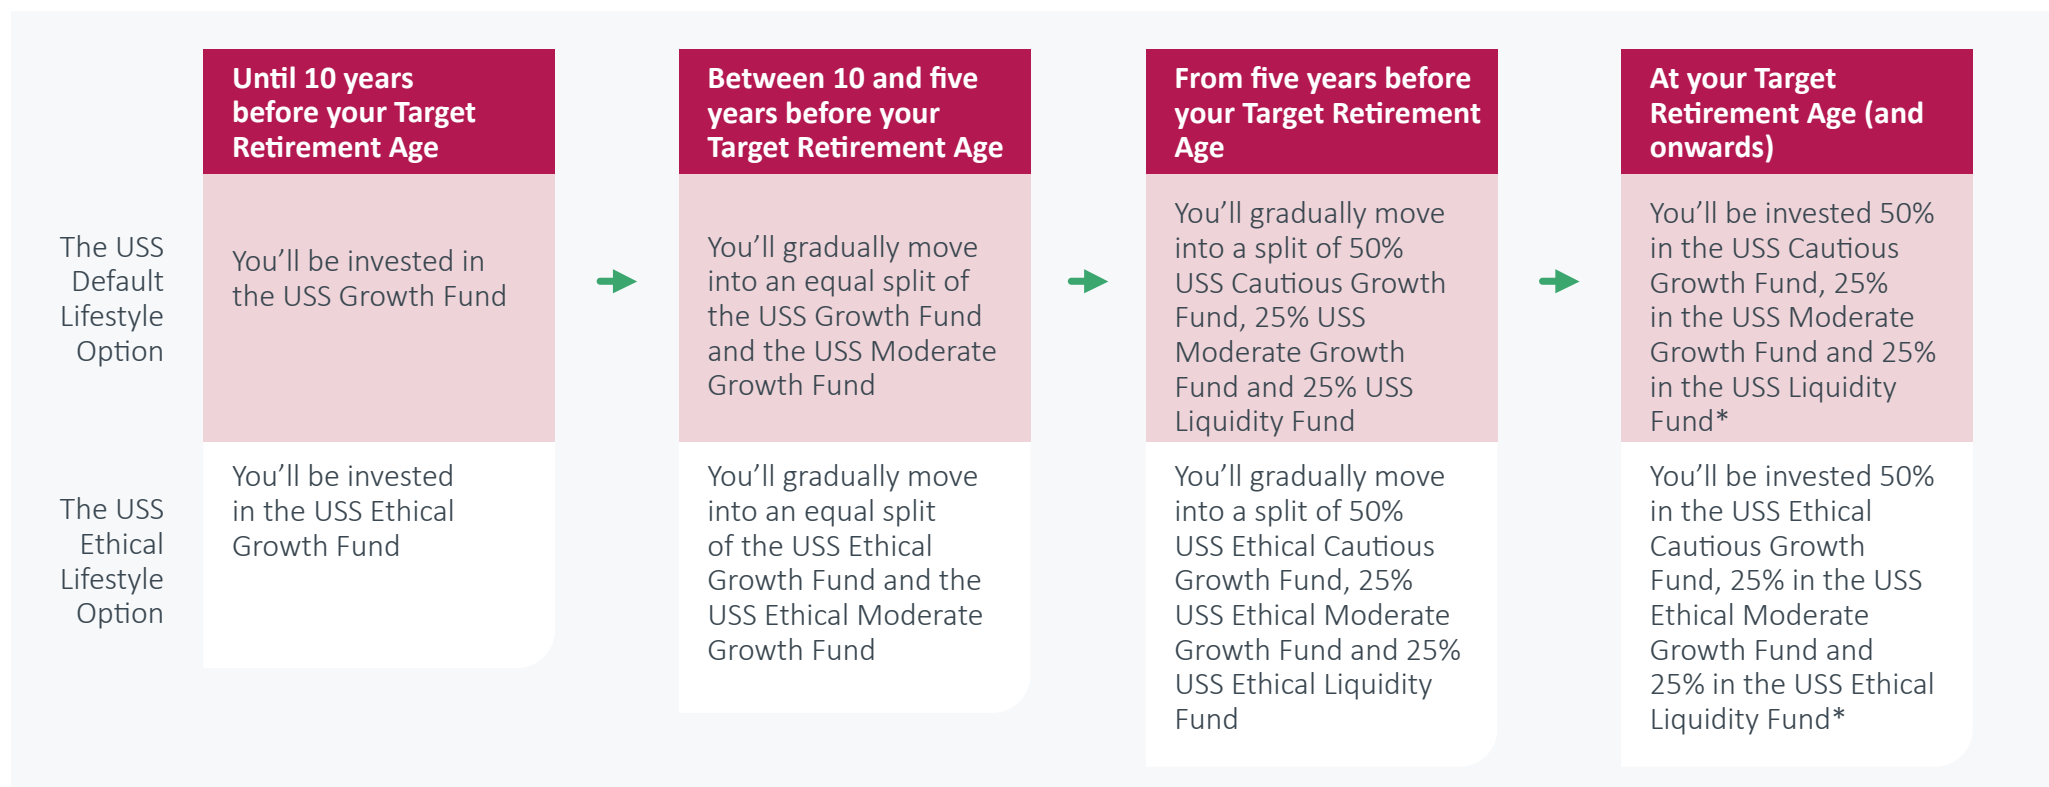 Until 10 years
before your Target
Retirement Age
Between 10 and five
years before your
Target Retirement Age
From five years before
your Target Retirement
Age
At your Target
Retirement Age (and
onwards)
The USS
Default
Lifestyle
Option
You’ll be invested in
the USS Growth Fund
You’ll gradually move
into an equal split of
the USS Growth Fund
and the USS Moderate
Growth Fund
You’ll gradually move
into a split of 50%
USS Cautious Growth
Fund, 25% USS
Moderate Growth
Fund and 25% USS
Liquidity Fund
You’ll be invested 50%
in the USS Cautious
Growth Fund, 25%
in the USS Moderate
Growth Fund and 25%
in the USS Liquidity
Fund*
The USS
Ethical
Lifestyle
Option
You’ll be invested
in the USS Ethical
Growth Fund
You’ll gradually move
into an equal split
of the USS Ethical
Growth Fund and the
USS Ethical Moderate
Growth Fund
You’ll gradually move
into a split of 50%
USS Ethical Cautious
Growth Fund, 25%
USS Ethical Moderate
Growth Fund and 25%
USS Ethical Liquidity
Fund
You’ll be invested 50%
in the USS Ethical
Cautious Growth
Fund, 25% in the USS
Ethical Moderate
Growth Fund and
25% in the USS Ethical
Liquidity Fund*